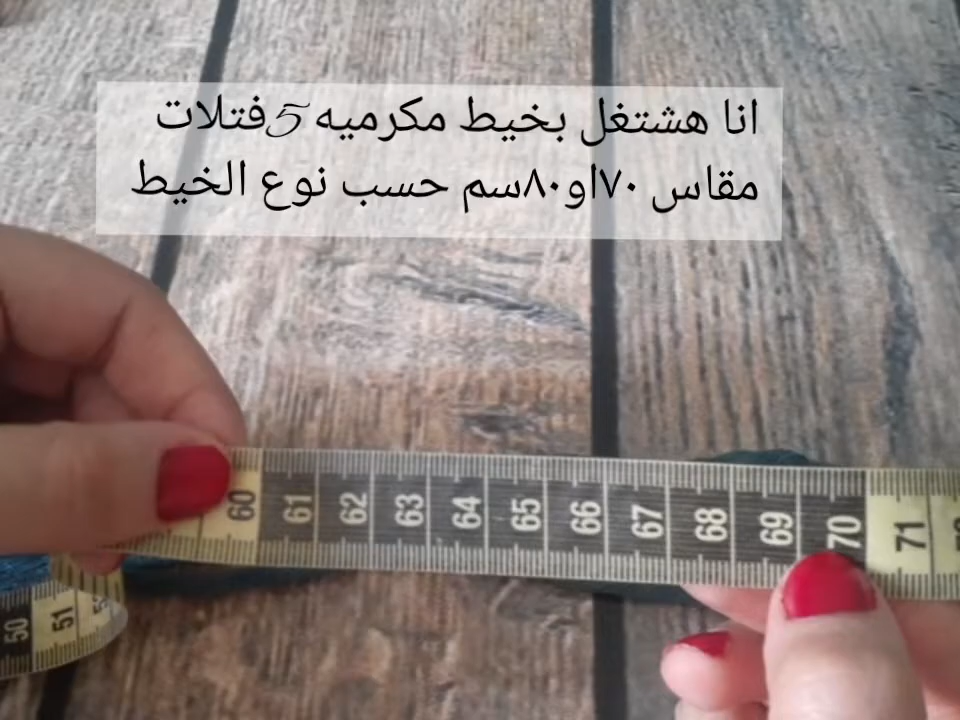 انا هشتغل بخيط مكرميه 5فتلات
مقاس ٧٠او٨٠سم حسب نوع الخيط
60 61 62 63 64 65 66 67 68 69 70 71
50 51